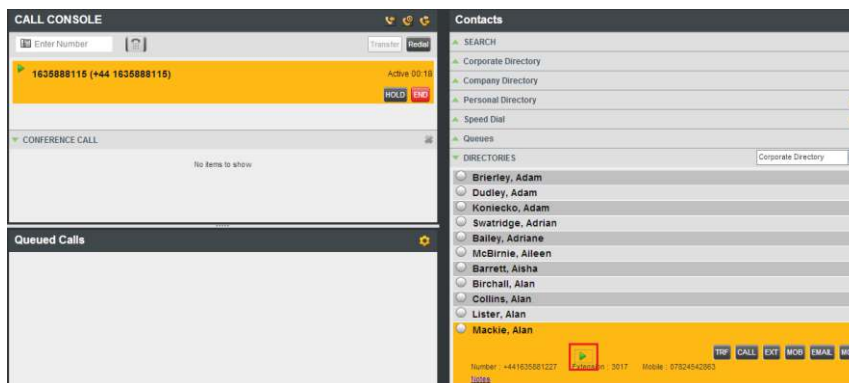 CALL CONSOLE
Enter Number
Transfer
Redial
1635888115 (+44 1635888115)
Active 00:18
HOLD
END
CONFERENCE CALL
No items to show
Queued Calls
Contacts
SEARCH
Corporate Directory
Company Directory
Personal Directory
Speed Dial
Queues
DIRECTORIES
Corporate Directory
Brierley, Adam
Dudley, Adam
Koniecko, Adam
Swatridge, Adrian
Bailey, Adriane
McBirnie, Aileen
Barrett, Aisha
Birchall, Alan
Collins, Alan
Lister, Alan
Mackie, Alan
TRF CALL EXT MOB EMAIL
Number : +441635881227 Extension : 3017 Mobile : 07824542863
Notes